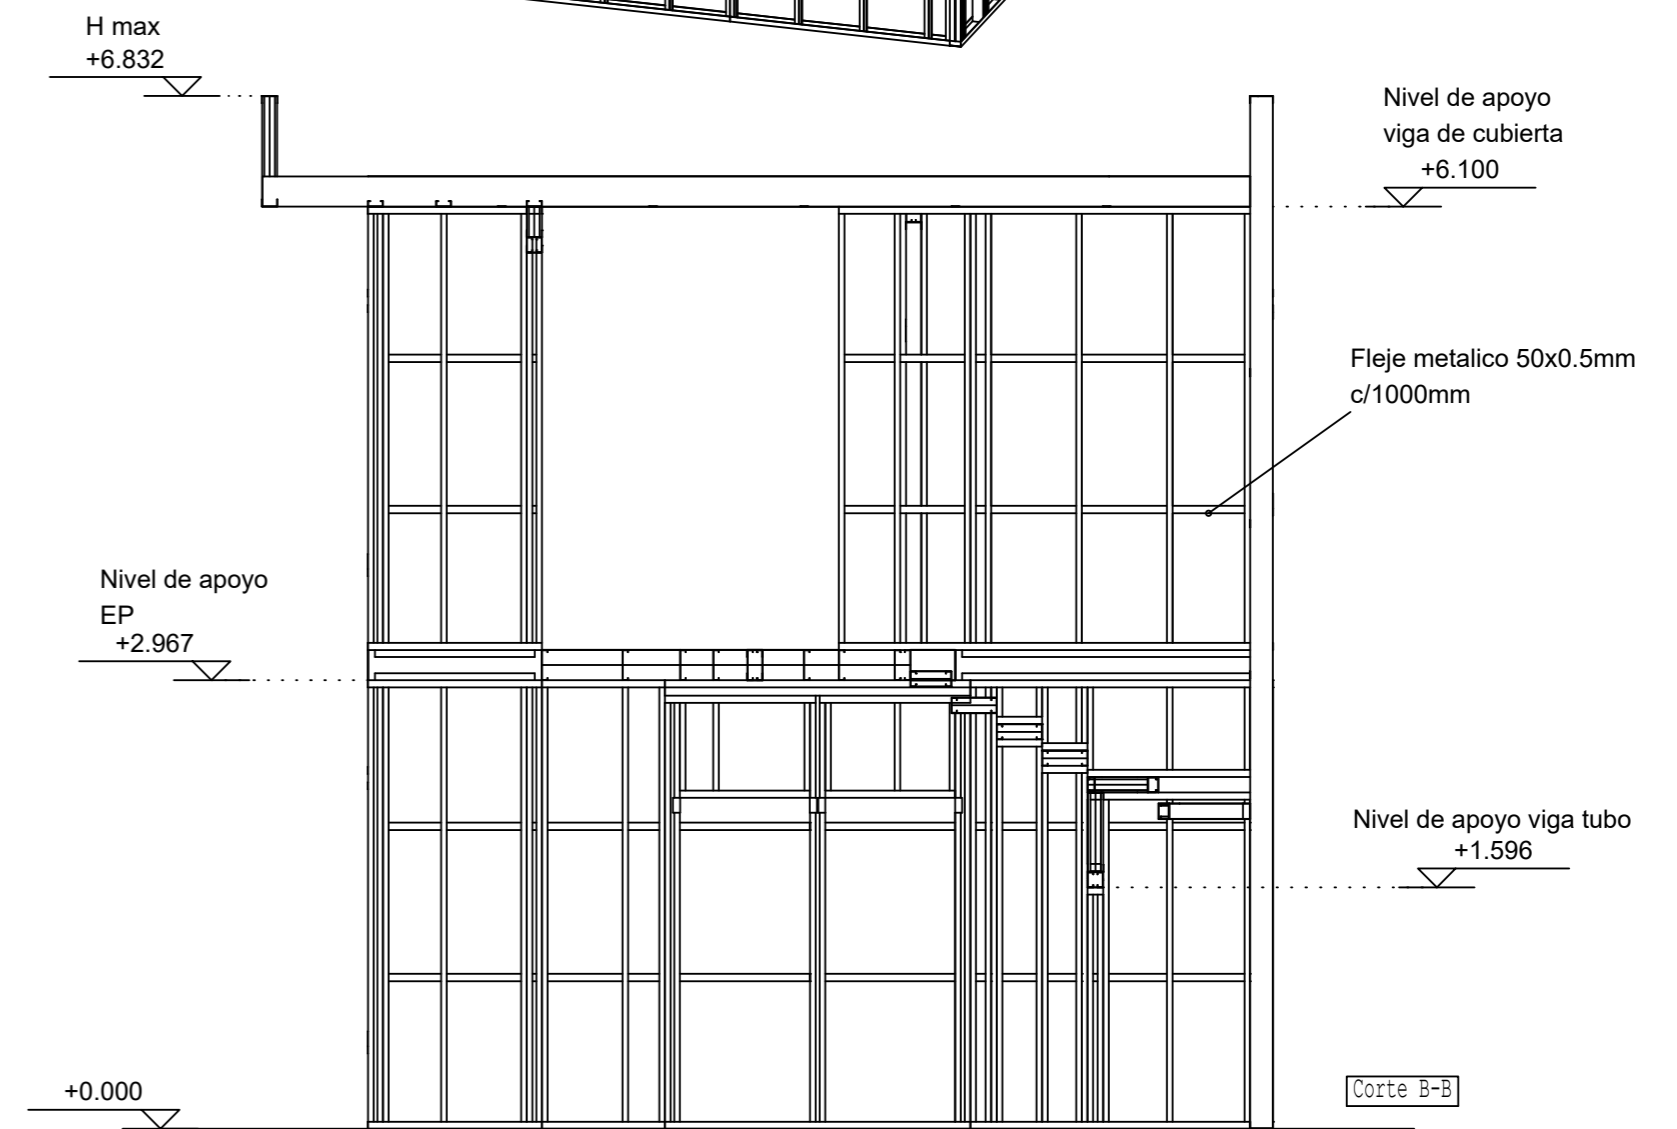 H max
+6.832
Nivel de apoyo
viga de cubierta
+6.100
Fleje metalico 50x0.5mm
c/1000mm
Nivel de apoyo
EP
+2.967
Nivel de apoyo viga tubo
+1.596
+0.000
Corte B-B